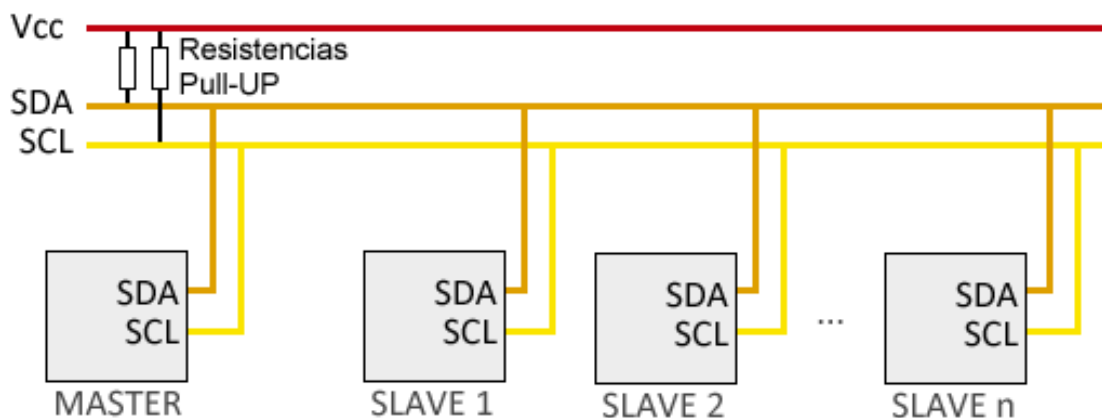 Vcc
Resistencias
Pull-UP
SDA
SCL
SDA
SCL
MASTER
SDA
SCL
SLAVE 1
SDA
SCL
SLAVE 2
...
SDA
SCL
SLAVE n